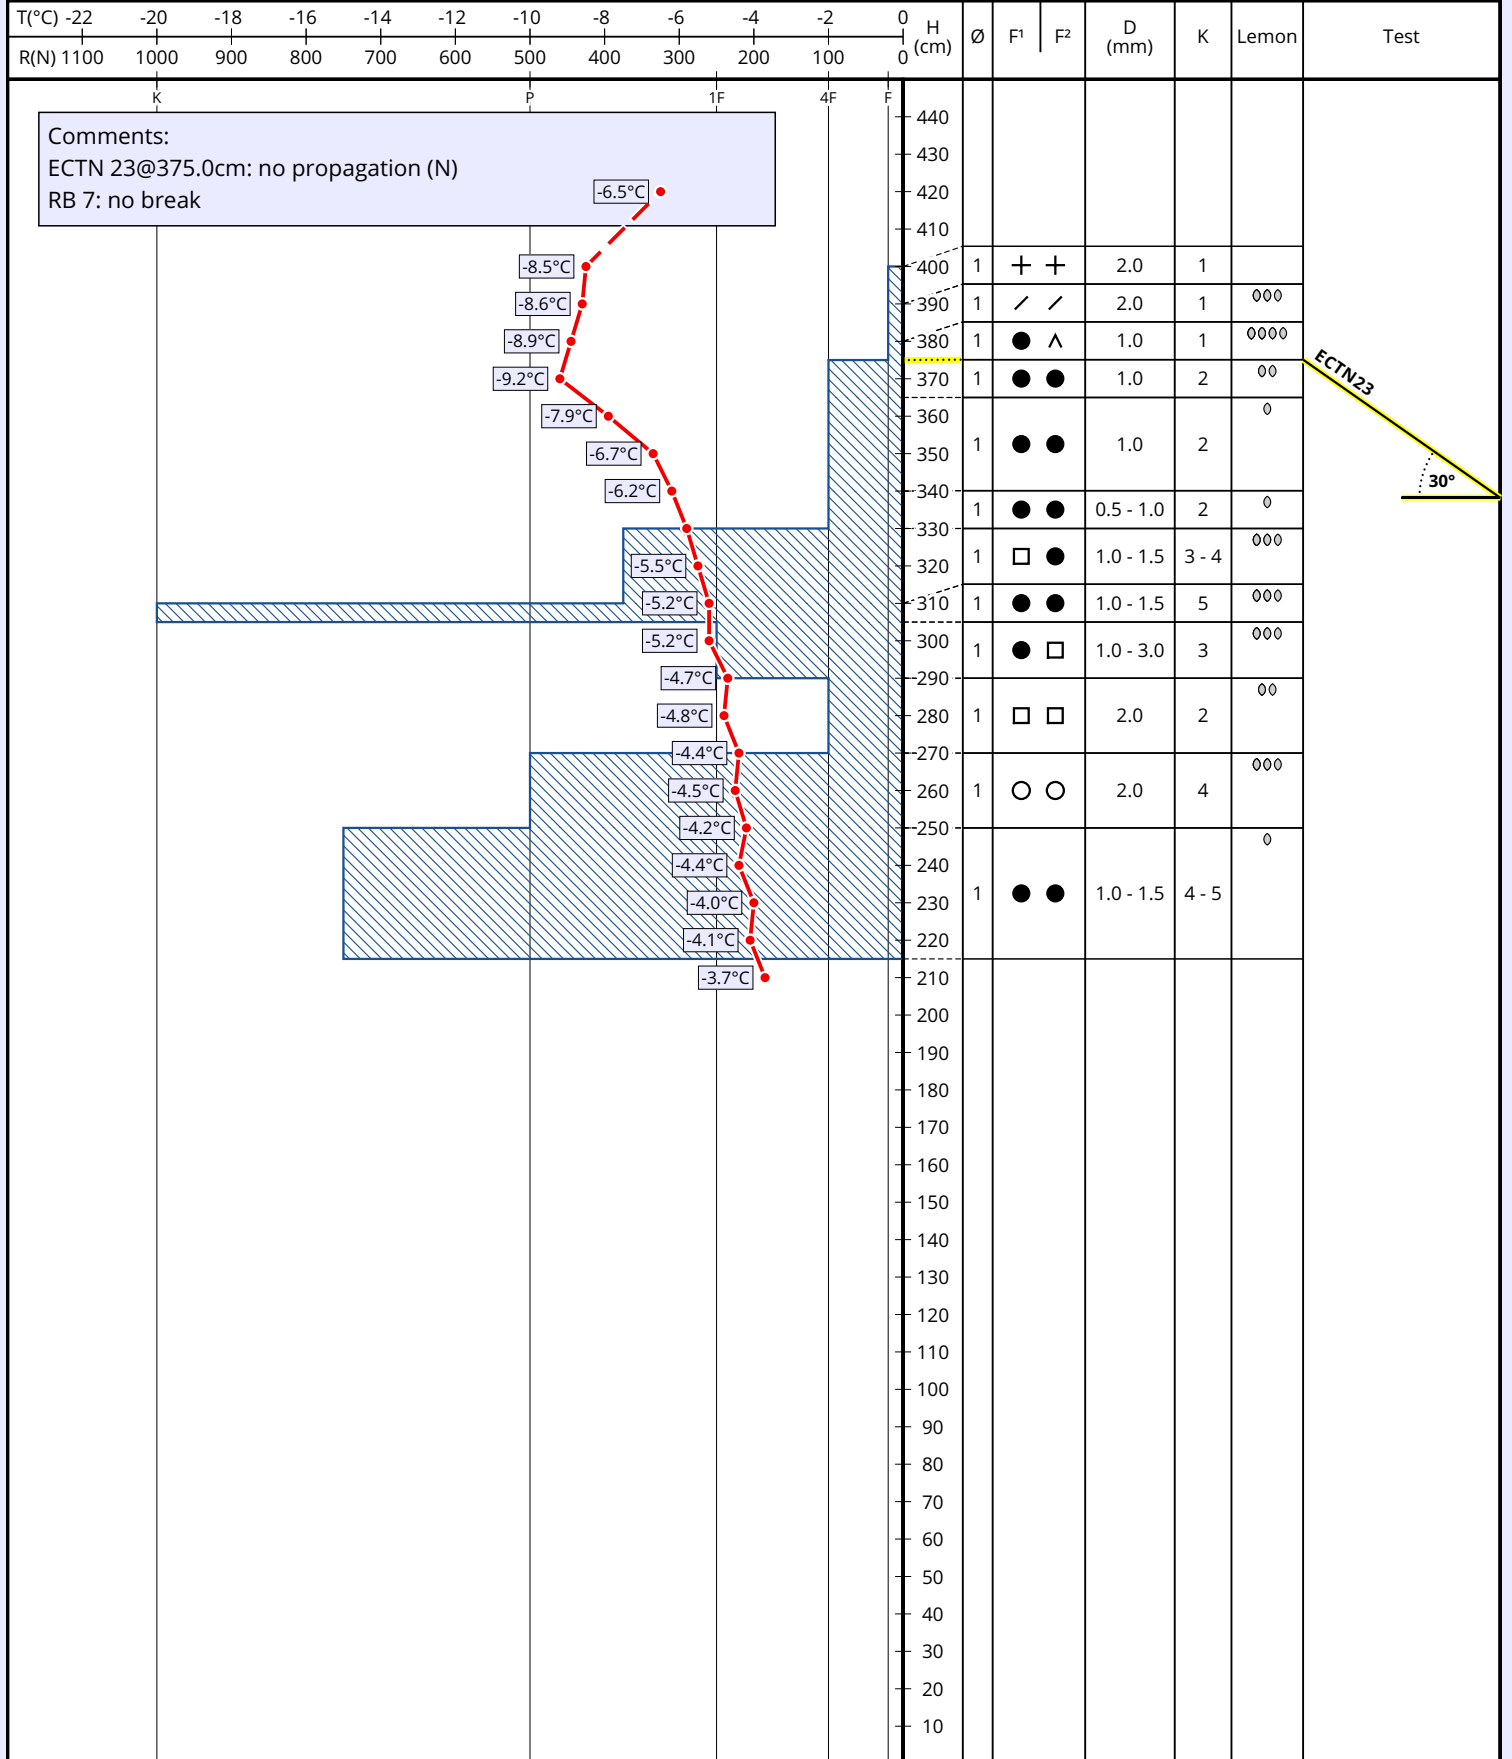 T(°C) -22 -20 -18 -16 -14 -12 -10 -8 -6 -4 -2 0
R(N) 1100 1000 900 800 700 600 500 400 300 200 100 0
H (cm) Ø F¹ F² D (mm) K Lemon Test
K P 1F 4F F
Comments:
ECTN 23@375.0cm: no propagation (N)
RB 7: no break
440
430
-6.5°C 420
410
-8.5°C 400 1 2.0 1
-8.6°C 390 1 2.0 1
-8.9°C 380 1 1.0 1
ECTN23
-9.2°C 370 1 1.0 2
-7.9°C 360
-6.7°C 350 1 1.0 2
30°
-6.2°C 340
1 0.5 - 1.0 2
330
-5.5°C 320 1 1.0 - 1.5 3 - 4
-5.2°C 310 1 1.0 - 1.5 5
-5.2°C 300 1 1.0 - 3.0 3
-4.7°C 290
-4.8°C 280 1 2.0 2
-4.4°C 270
-4.5°C 260 1 2.0 4
-4.2°C 250
-4.4°C 240
-4.0°C 230 1 1.0 - 1.5 4 - 5
-4.1°C 220
-3.7°C 210
200
190
180
170
160
150
140
130
120
110
100
90
80
70
60
50
40
30
20
10